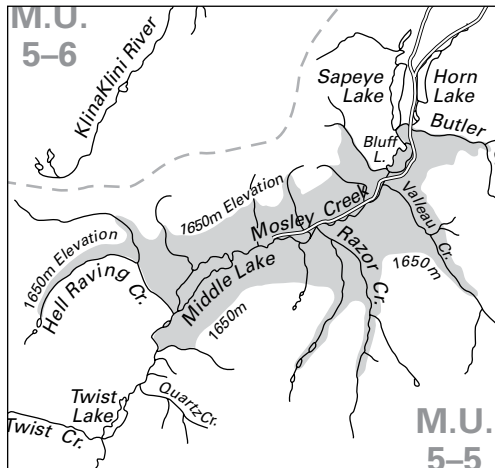 M.U.
5–6
KlinaKlini River
Sapeye
Lake
Horn
Lake
Butler
Bluff
L.
1650m Elevation
Mosley Creek
Valleau Cr.
1650m Elevation
Hell Raving Cr.
Middle Lake
Razor Cr.
1650m
1650m
Twist
Lake
Quartz Cr.
Twist Cr.
M.U.
5–5